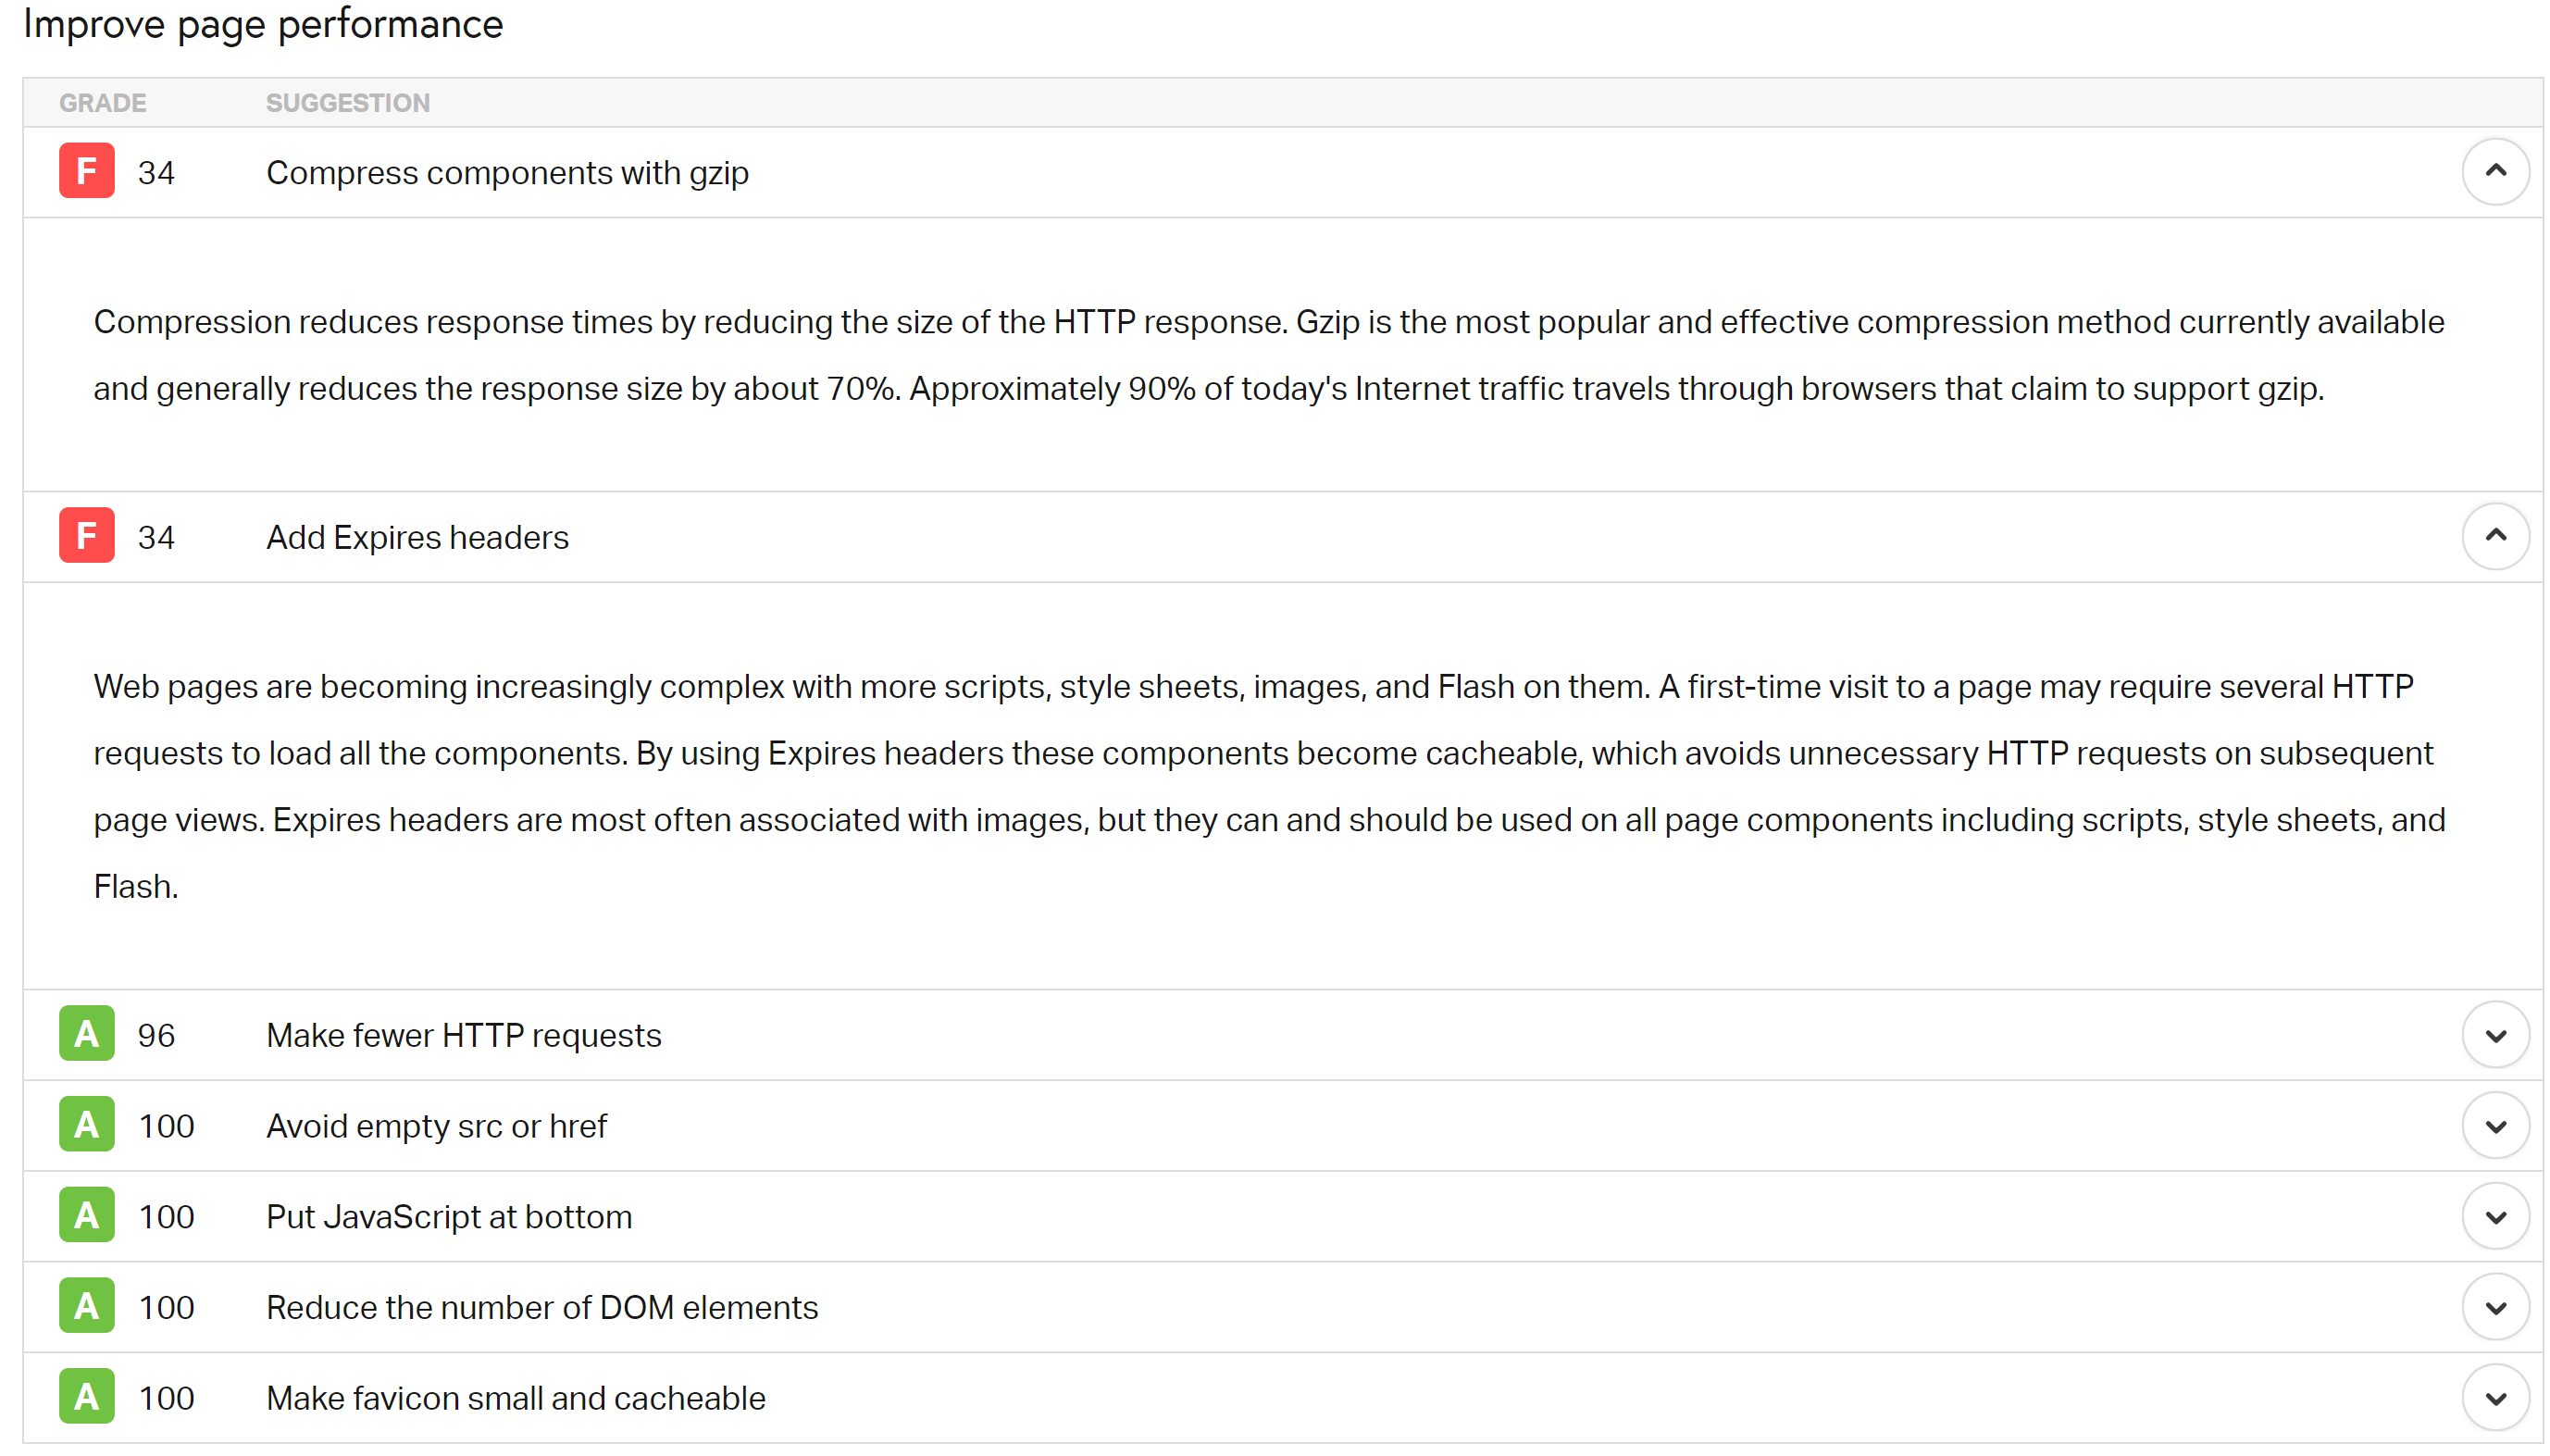 Improve page performance
GRADE SUGGESTION
F 34 Compress components with gzip
Compression reduces response times by reducing the size of the HTTP response. Gzip is the most popular and effective compression method currently available
and generally reduces the response size by about 70%. Approximately 90% of today's Internet traffic travels through browsers that claim to support gzip.
F 34 Add Expires headers
Web pages are becoming increasingly complex with more scripts, style sheets, images, and Flash on them. A first-time visit to a page may require several HTTP
requests to load all the components. By using Expires headers these components become cacheable, which avoids unnecessary HTTP requests on subsequent
page views. Expires headers are most often associated with images, but they can and should be used on all page components including scripts, style sheets, and
Flash.
A 96 Make fewer HTTP requests
A 100 Avoid empty src or href
A 100 Put JavaScript at bottom
A 100 Reduce the number of DOM elements
A 100 Make favicon small and cacheable